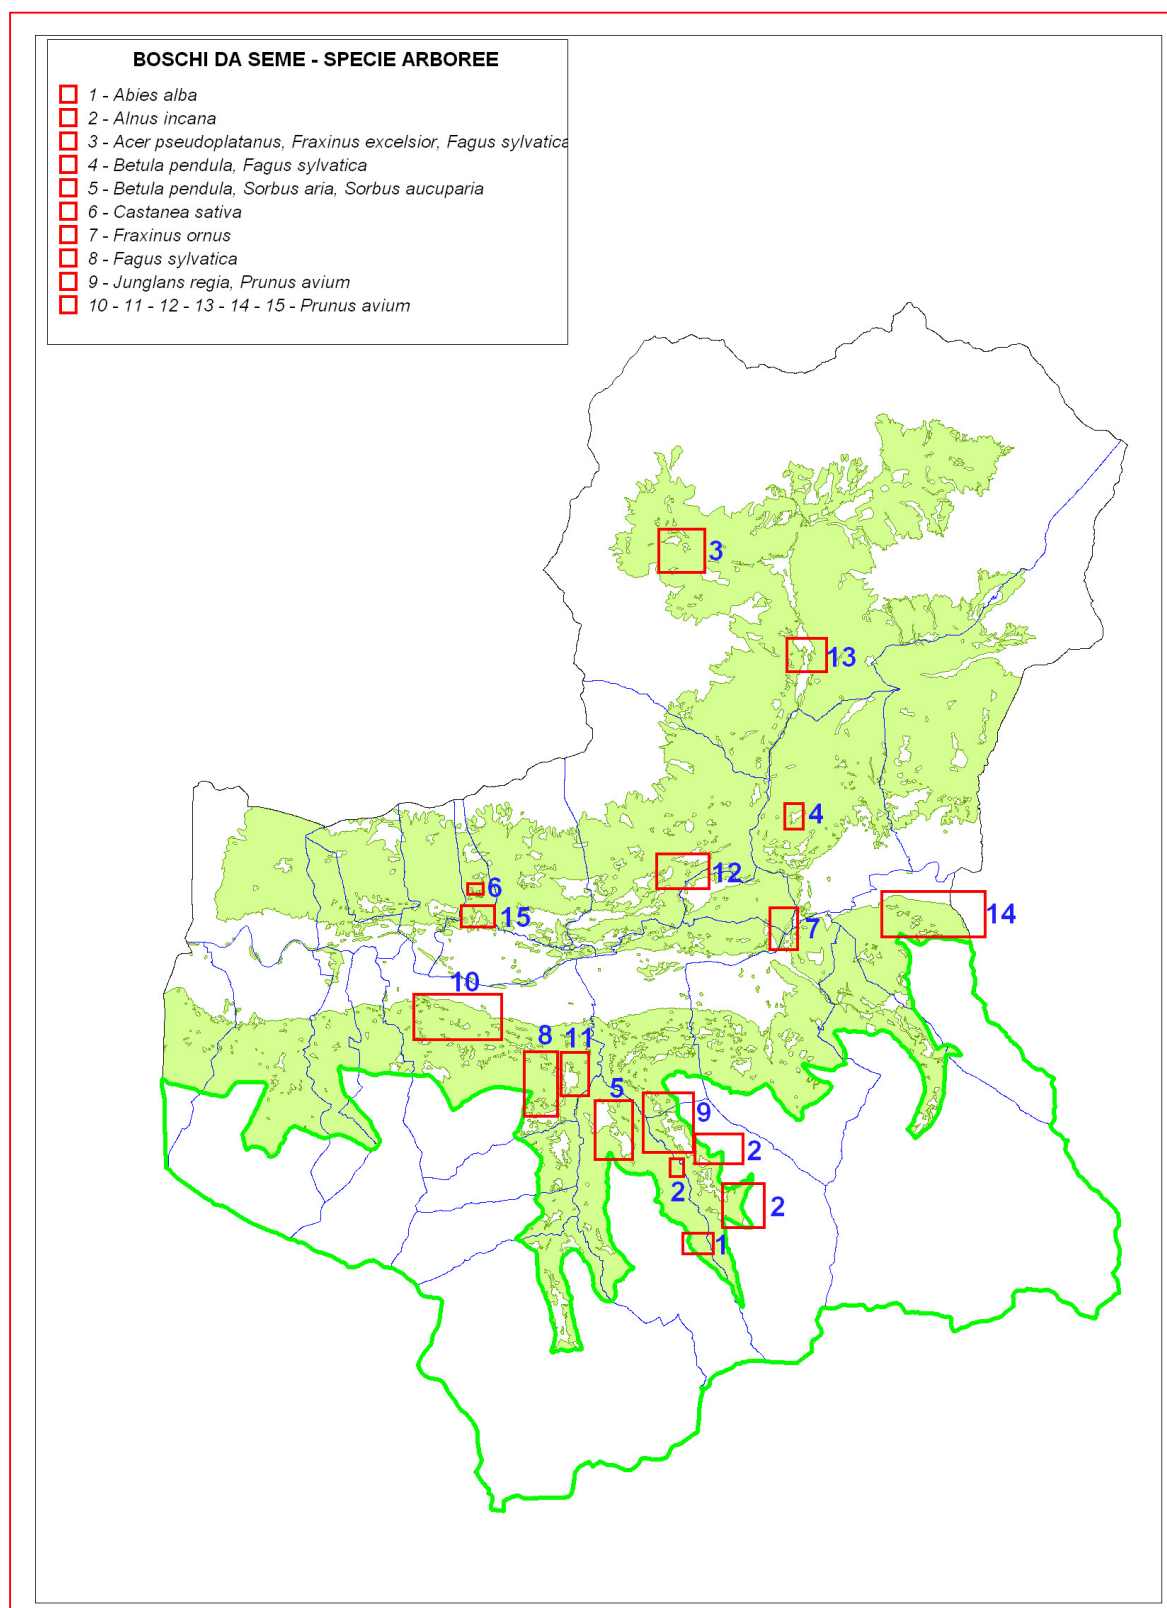 BOSCHI DA SEME - SPECIE ARBOREE
1 - Abies alba
2 - Alnus incana
3 - Acer pseudoplatanus, Fraxinus excelsior, Fagus sylvatica
4 - Betula pendula, Fagus sylvatica
5 - Betula pendula, Sorbus aria, Sorbus aucuparia
6 - Castanea sativa
7 - Fraxinus ornus
8 - Fagus sylvatica
9 - Junglans regia, Prunus avium
10 - 11 - 12 - 13 - 14 - 15 - Prunus avium
3
13
4
12
6
15
14
7
10
8
11
5
9
2
2
2
1